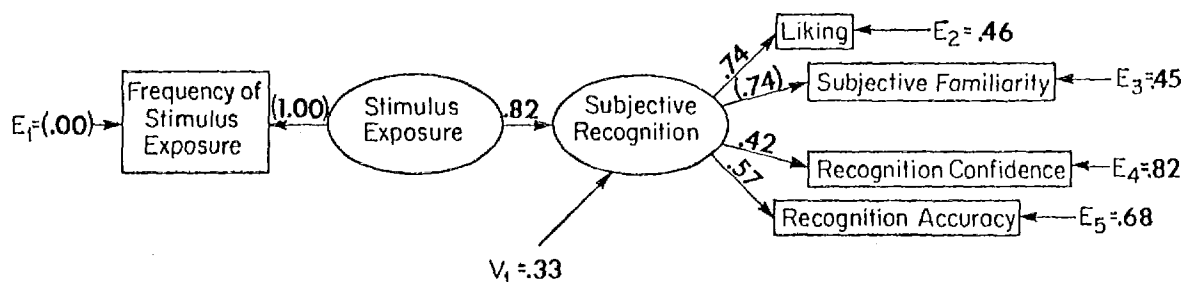 E1=(.00)
Frequency of
Stimulus
Exposure
(1.00)
Stimulus
Exposure
.82
Subjective
Recognition
V1=.33
.74
Liking
E2=.46
(.74)
Subjective Familiarity
E3=.45
.42
Recognition Confidence
E4=.82
.57
Recognition Accuracy
E5=.68